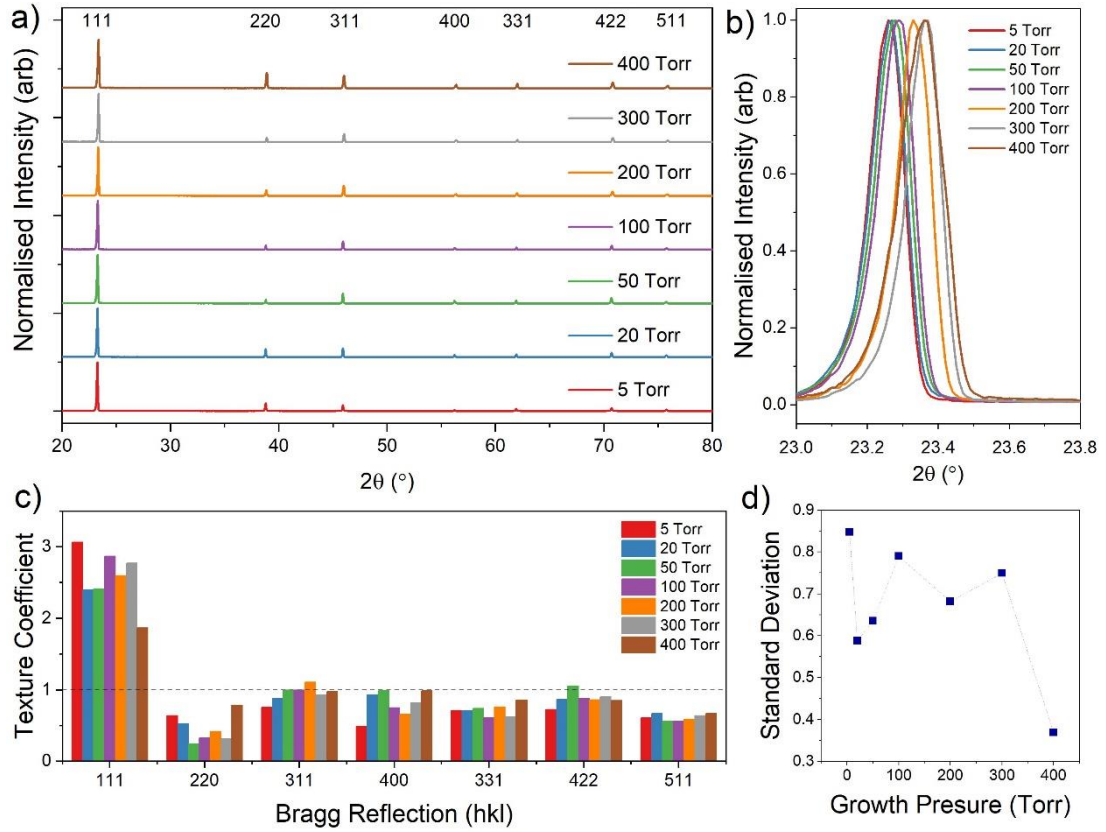 a)
111
220
311
400
331
422
511
400 Torr
300 Torr
200 Torr
100 Torr
50 Torr
20 Torr
5 Torr
Normalised Intensity (arb)
20
30
40
50
60
70
80
2θ (°)
b)
5 Torr
20 Torr
50 Torr
100 Torr
200 Torr
300 Torr
400 Torr
Normalised Intensity (arb)
1.0
0.8
0.6
0.4
0.2
0.0
23.0
23.2
23.4
23.6
23.8
2θ (°)
c)
5 Torr
20 Torr
50 Torr
100 Torr
200 Torr
300 Torr
400 Torr
Texture Coefficient
3
2
1
0
111
220
311
400
331
422
511
Bragg Reflection (hkl)
d)
Standard Deviation
0.9
0.8
0.7
0.6
0.5
0.4
0.3
0
100
200
300
400
Growth Presure (Torr)